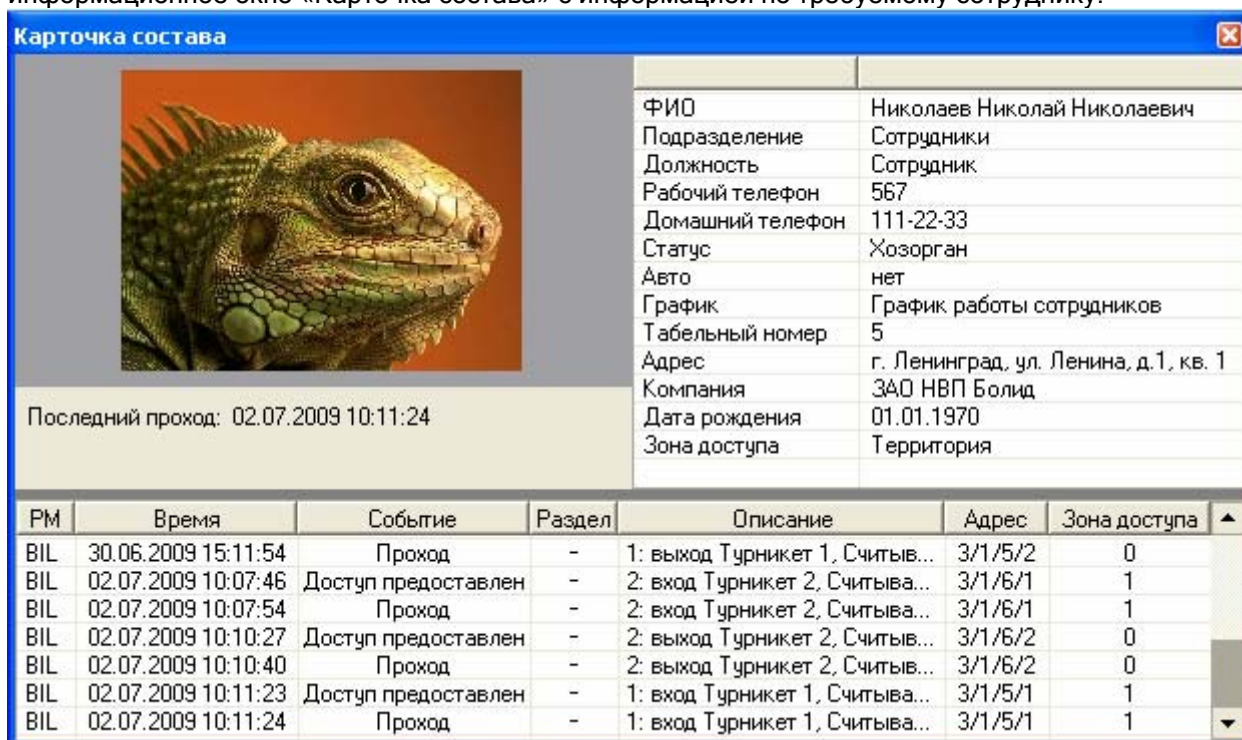 информационное окно «Карточка состава» с информацией по требуемому сотруднику.
Карточка состава
ФИО Николаев Николай Николаевич
Подразделение Сотрудники
Должность Сотрудник
Рабочий телефон 567
Домашний телефон 111-22-33
Статус Хозорган
Авто нет
График График работы сотрудников
Табельный номер 5
Адрес г. Ленинград, ул. Ленина, д.1, кв. 1
Компания ЗАО НВП Болид
Дата рождения 01.01.1970
Зона доступа Территория
Последний проход: 02.07.2009 10:11:24
РМ Время Событие Раздел Описание Адрес Зона доступа
BIL 30.06.2009 15:11:54 Проход - 1: выход Турникет 1, Считыв... 3/1/5/2 0
BIL 02.07.2009 10:07:46 Доступ предоставлен - 2: вход Турникет 2, Считыва... 3/1/6/1 1
BIL 02.07.2009 10:07:54 Проход - 2: вход Турникет 2, Считыва... 3/1/6/1 1
BIL 02.07.2009 10:10:27 Доступ предоставлен - 2: выход Турникет 2, Считыв... 3/1/6/2 0
BIL 02.07.2009 10:10:40 Проход - 2: выход Турникет 2, Считыв... 3/1/6/2 0
BIL 02.07.2009 10:11:23 Доступ предоставлен - 1: вход Турникет 1, Считыва... 3/1/5/1 1
BIL 02.07.2009 10:11:24 Проход - 1: вход Турникет 1, Считыва... 3/1/5/1 1